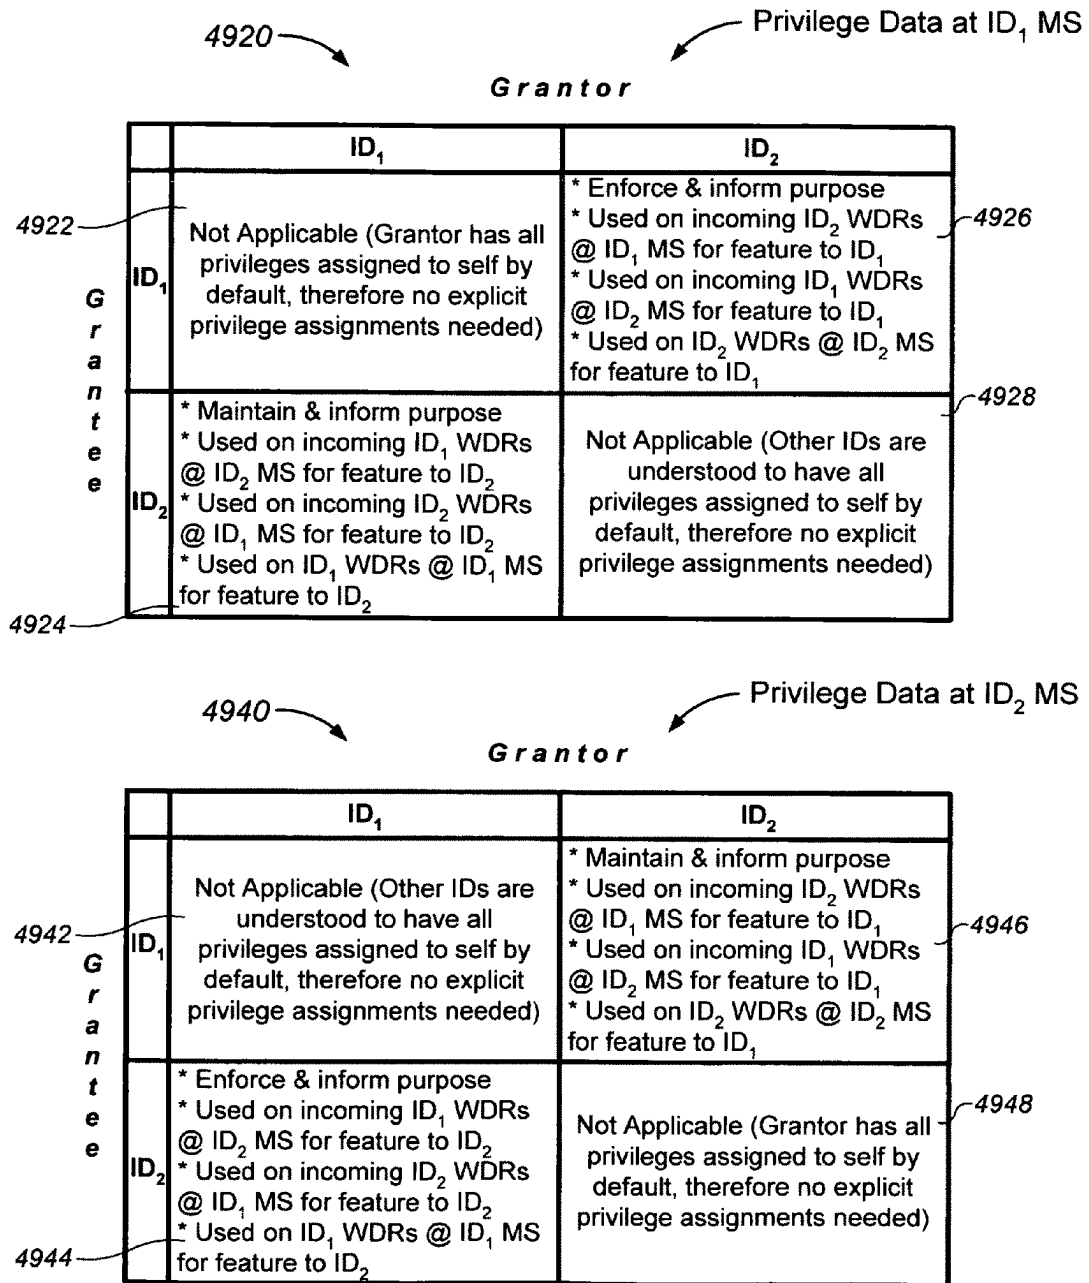 4920
Privilege Data at ID₁ MS
Grantor
ID₁
ID₂
4922
Grantee
ID₁
Not Applicable (Grantor has all
privileges assigned to self by
default, therefore no explicit
privilege assignments needed)
* Enforce & inform purpose
* Used on incoming ID₂ WDRs
@ ID₁ MS for feature to ID₁
* Used on incoming ID₁ WDRs
@ ID₂ MS for feature to ID₁
* Used on ID₂ WDRs @ ID₂ MS
for feature to ID₁
4926
ID₂
* Maintain & inform purpose
* Used on incoming ID₁ WDRs
@ ID₂ MS for feature to ID₂
* Used on incoming ID₂ WDRs
@ ID₁ MS for feature to ID₂
* Used on ID₁ WDRs @ ID₁ MS
for feature to ID₂
4924
Not Applicable (Other IDs are
understood to have all
privileges assigned to self by
default, therefore no explicit
privilege assignments needed)
4928
4940
Privilege Data at ID₂ MS
Grantor
ID₁
ID₂
4942
Grantee
ID₁
Not Applicable (Other IDs are
understood to have all
privileges assigned to self by
default, therefore no explicit
privilege assignments needed)
* Maintain & inform purpose
* Used on incoming ID₂ WDRs
@ ID₁ MS for feature to ID₁
* Used on incoming ID₁ WDRs
@ ID₂ MS for feature to ID₁
* Used on ID₂ WDRs @ ID₂ MS
for feature to ID₁
4946
ID₂
* Enforce & inform purpose
* Used on incoming ID₁ WDRs
@ ID₂ MS for feature to ID₂
* Used on incoming ID₂ WDRs
@ ID₁ MS for feature to ID₂
* Used on ID₁ WDRs @ ID₁ MS
for feature to ID₂
4944
Not Applicable (Grantor has all
privileges assigned to self by
default, therefore no explicit
privilege assignments needed)
4948